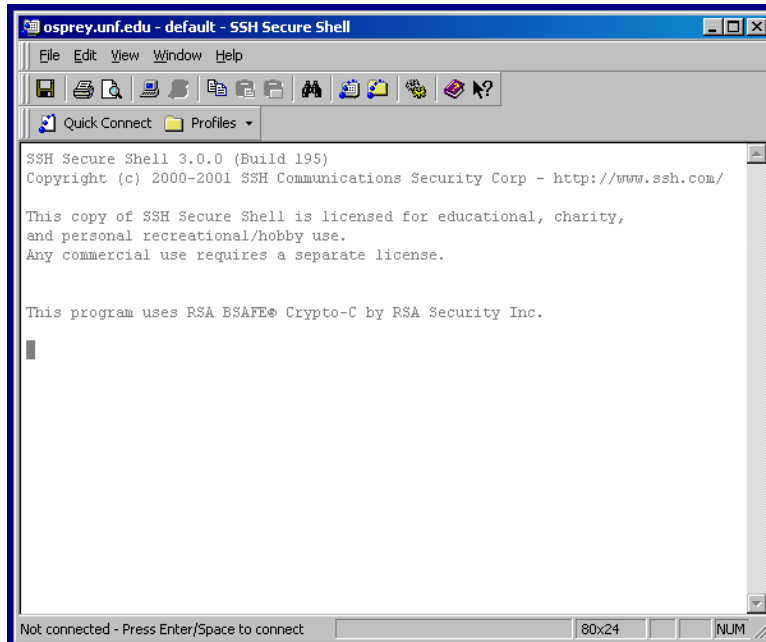 osprey.unf.edu - default - SSH Secure Shell
File Edit View Window Help
Quick Connect Profiles
SSH Secure Shell 3.0.0 (Build 195)
Copyright (c) 2000-2001 SSH Communications Security Corp - http://www.ssh.com/
This copy of SSH Secure Shell is licensed for educational, charity,
and personal recreational/hobby use.
Any commercial use requires a separate license.
This program uses RSA BSAFE® Crypto-C by RSA Security Inc.
Not connected - Press Enter/Space to connect 80x24 NUM